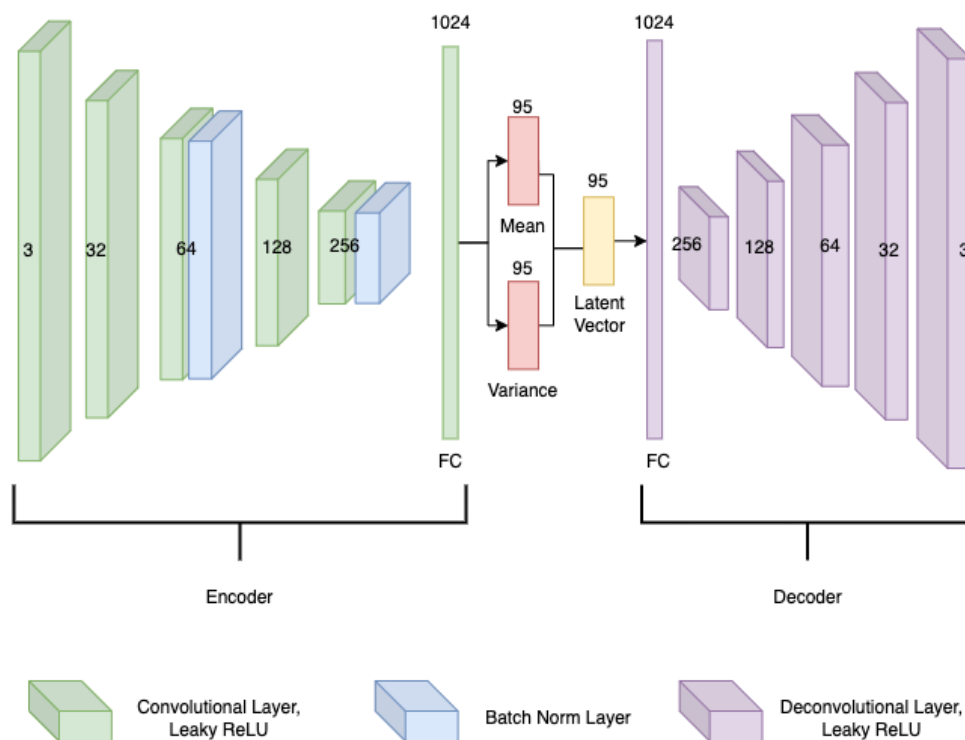 1024
1024
95
95
3
32
64
128
256
Mean
95
Variance
Latent
Vector
256
128
64
32
3
FC
FC
Encoder
Decoder
Convolutional Layer,
Leaky ReLU
Batch Norm Layer
Deconvolutional Layer,
Leaky ReLU